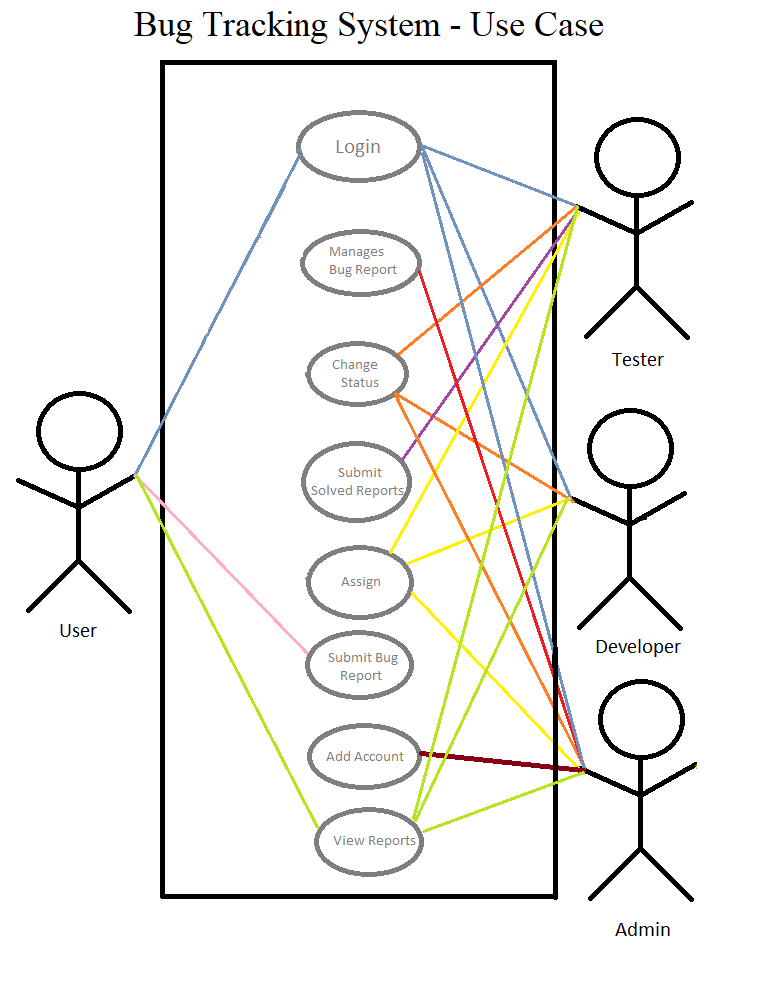 Bug Tracking System - Use Case
Login
Manages
Bug Report
Change
Status
Submit
Solved Reports
Assign
Submit Bug
Report
Add Account
View Reports
User
Tester
Developer
Admin